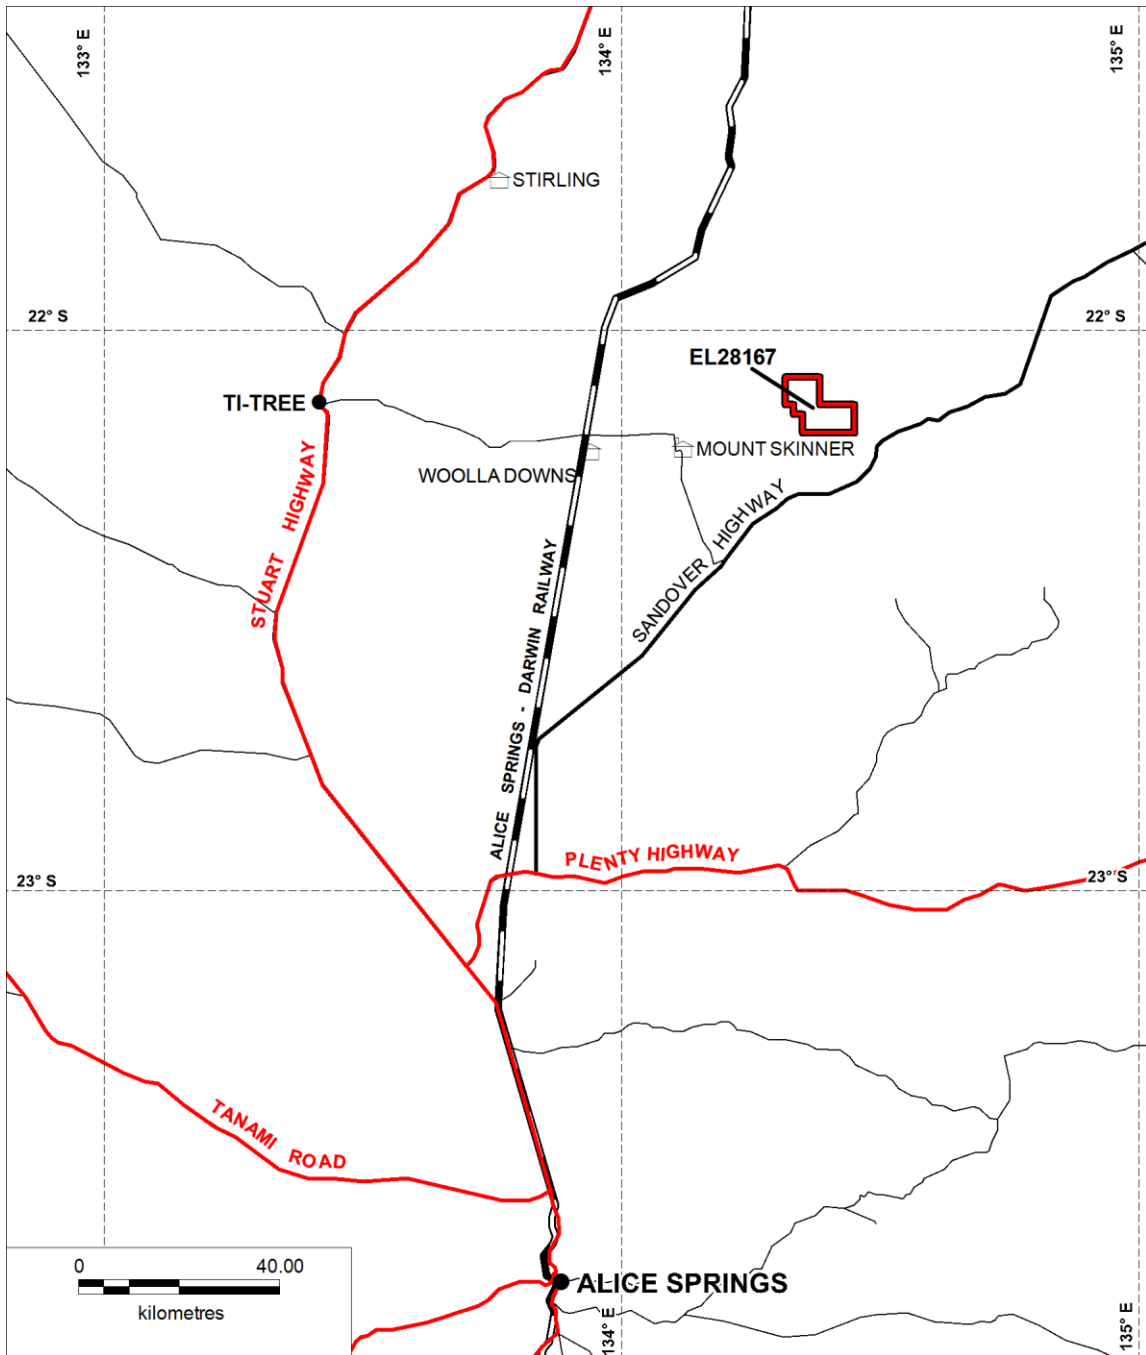 133° E
134° E
135° E
STIRLING
22° S
22° S
EL28167
TI-TREE
MOUNT SKINNER
WOOLLA DOWNS
STUART HIGHWAY
SANDOVER HIGHWAY
ALICE SPRINGS - DARWIN RAILWAY
PLENTY HIGHWAY
23° S
23° S
TANAMI ROAD
0 40.00
kilometres
ALICE SPRINGS
134° E
135° E